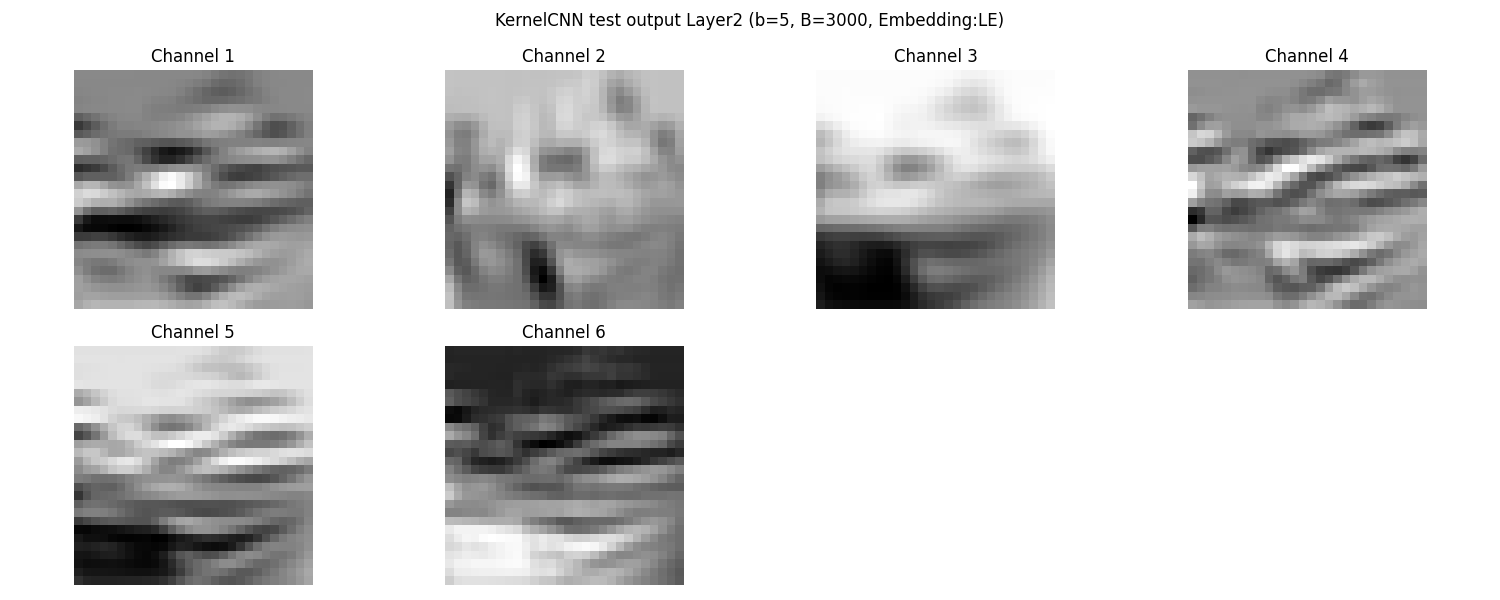 KernelCNN test output Layer2 (b=5, B=3000, Embedding:LE)
Channel 1
Channel 2
Channel 3
Channel 4
Channel 5
Channel 6